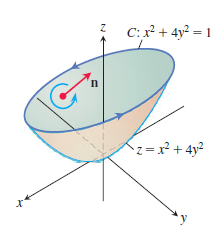 z
C: x² + 4y² = 1
n
z = x² + 4y²
x
y